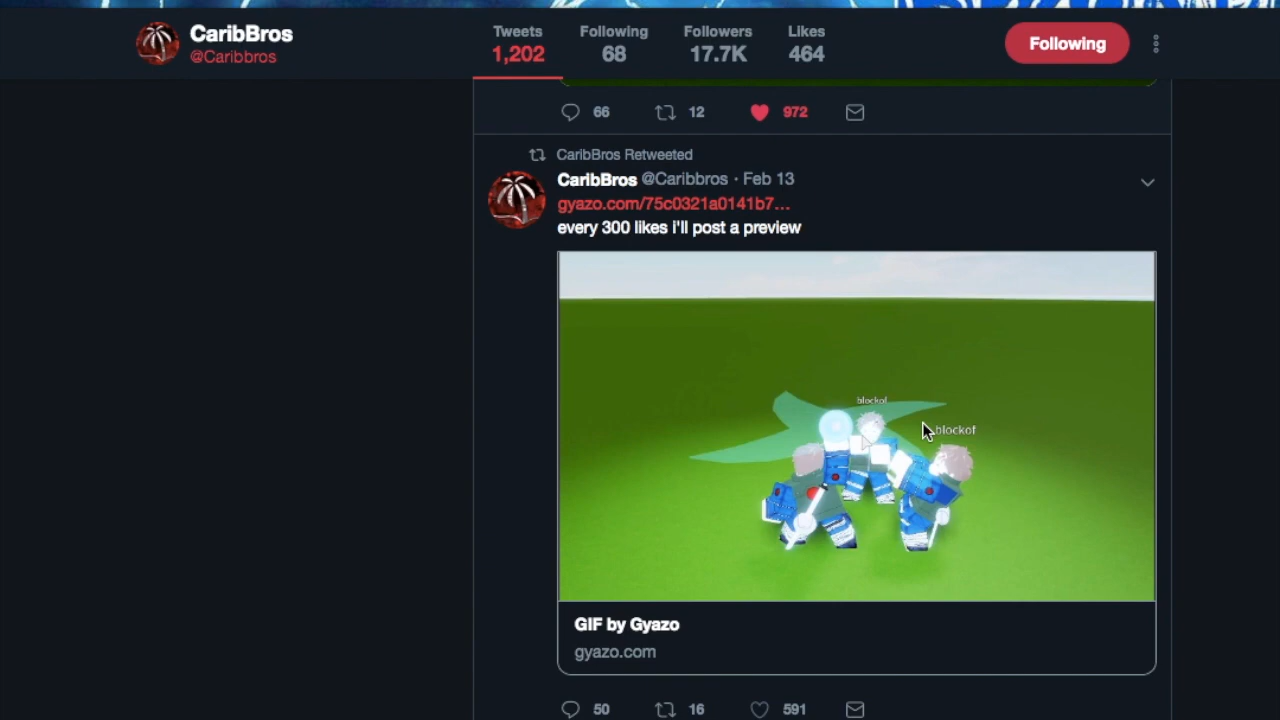 CaribBros
@Caribbros
Tweets
1,202
Following
68
Followers
17.7K
Likes
464
Following
66
12
972
CaribBros Retweeted
CaribBros @Caribbros · Feb 13
gyazo.com/75c0321a0141b7...
every 300 likes i'll post a preview
blockof
blockof
GIF by Gyazo
gyazo.com
50
16
591